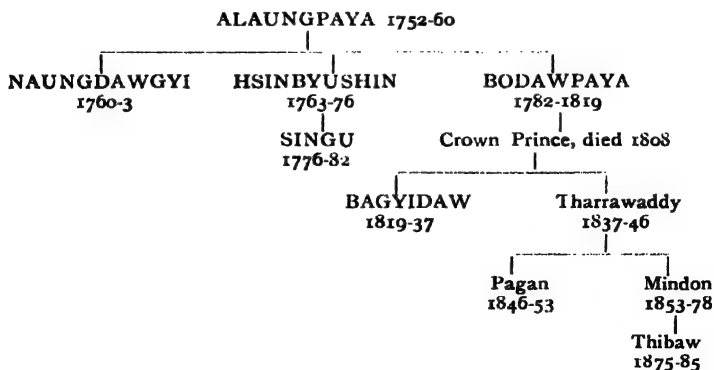 ALAUNGPAYA 1752-60
NAUNGDAWGYI HSINBYUSHIN BODAWPAYA
1760-3 1763-76 1782-1819
SINGU Crown Prince, died 1808
1776-82
BAGYIDAW Tharrawaddy
1819-37 1837-46
Pagan Mindon
1846-53 1853-78
Thibaw
1875-85